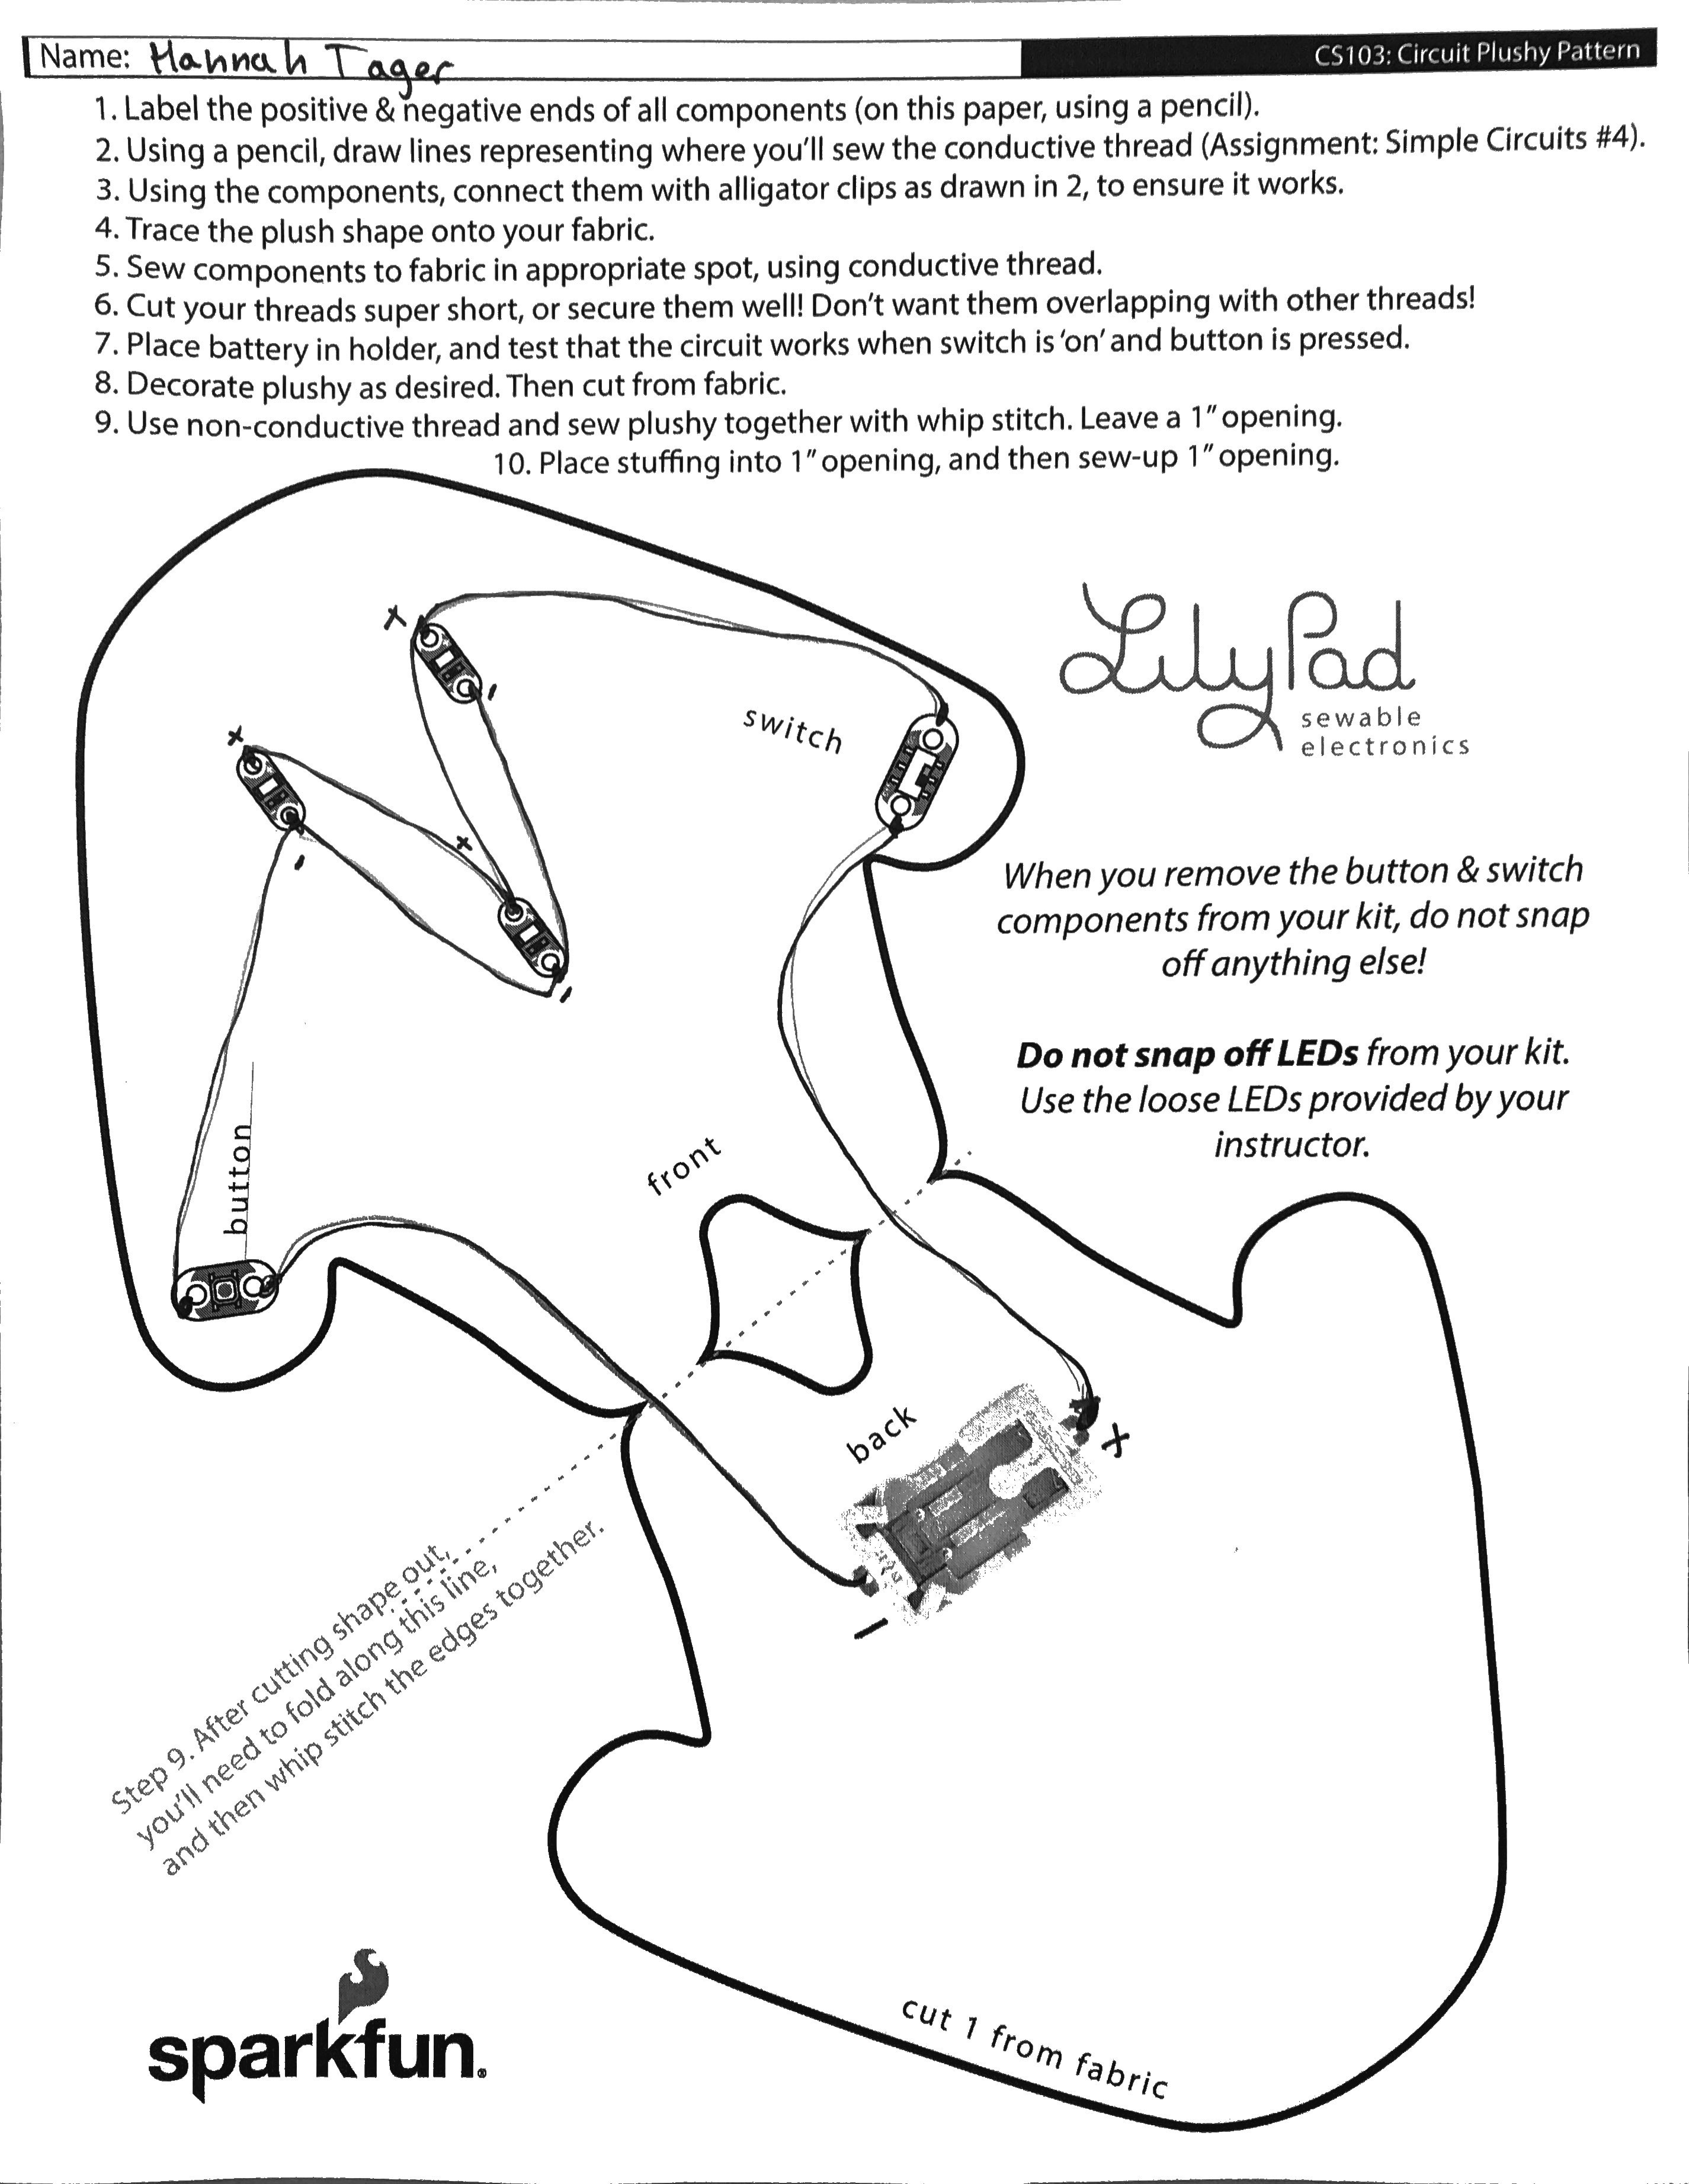 Name: Hannah Tager
CS103: Circuit Plushy Pattern
1. Label the positive & negative ends of all components (on this paper, using a pencil).
2. Using a pencil, draw lines representing where you'll sew the conductive thread (Assignment: Simple Circuits #4).
3. Using the components, connect them with alligator clips as drawn in 2, to ensure it works.
4. Trace the plush shape onto your fabric.
5. Sew components to fabric in appropriate spot, using conductive thread.
6. Cut your threads super short, or secure them well! Don't want them overlapping with other threads!
7. Place battery in holder, and test that the circuit works when switch is 'on' and button is pressed.
8. Decorate plushy as desired. Then cut from fabric.
9. Use non-conductive thread and sew plushy together with whip stitch. Leave a 1" opening.
10. Place stuffing into 1" opening, and then sew-up 1" opening.
+
-
switch
LilyPad
sewable
electronics
+
-
+
-
When you remove the button & switch
components from your kit, do not snap
off anything else!
Do not snap off LEDs from your kit.
Use the loose LEDs provided by your
instructor.
button
front
back
+
-
Step 9. After cutting shape out,
you'll need to fold along this line,
and then whip stitch the edges together.
sparkfun.
cut 1 from fabric